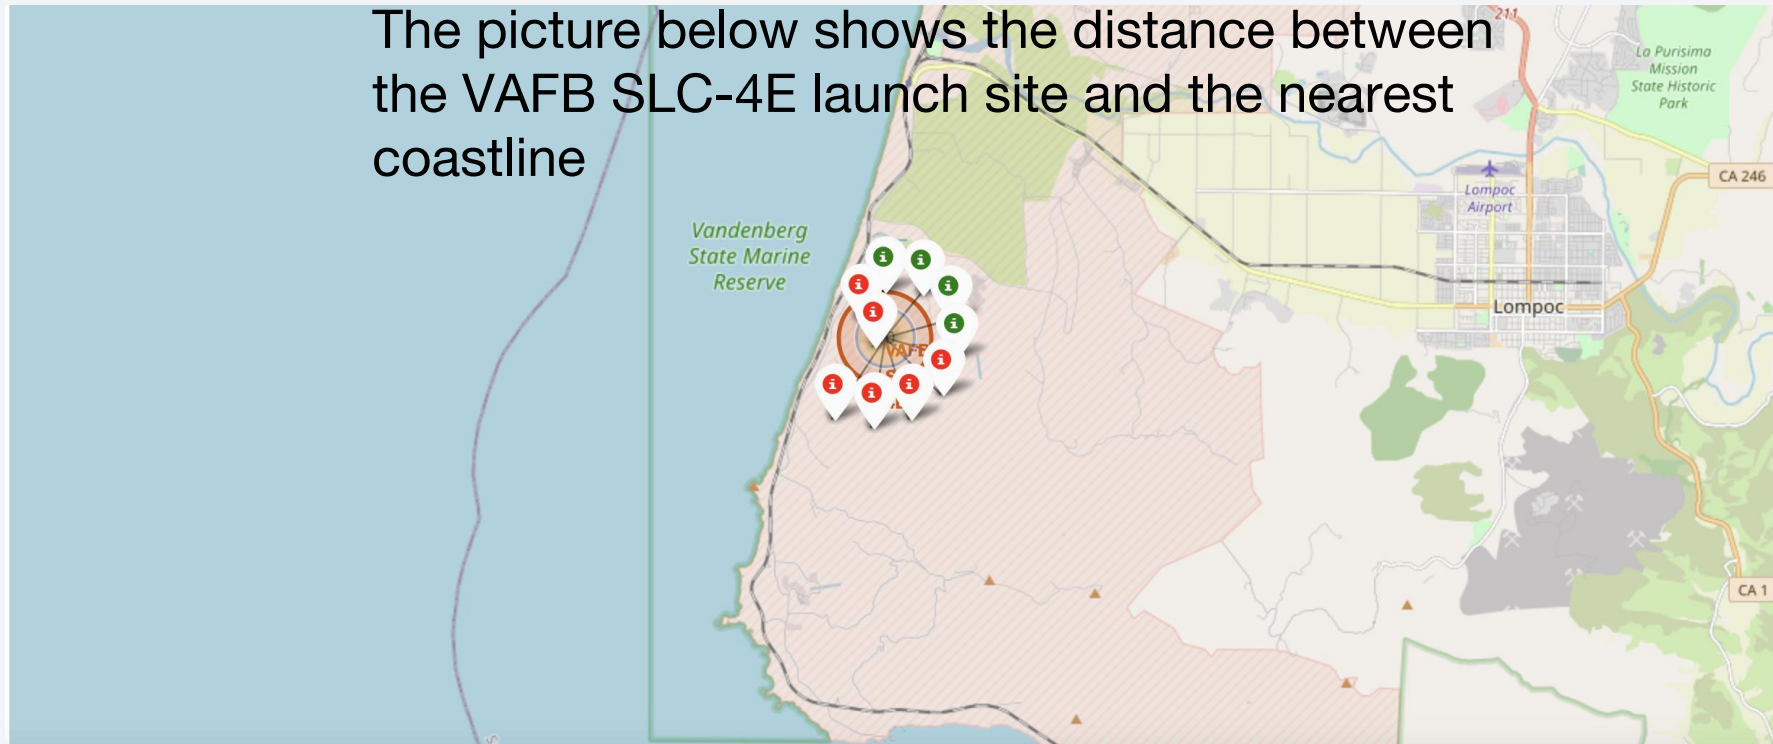 The picture below shows the distance between
the VAFB SLC-4E launch site and the nearest
coastline
211
La Purisima
Mission
State Historic
Park
CA 246
Lompoc
Airport
Vandenberg
State Marine
Reserve
Lompoc
VAFB
CA 1